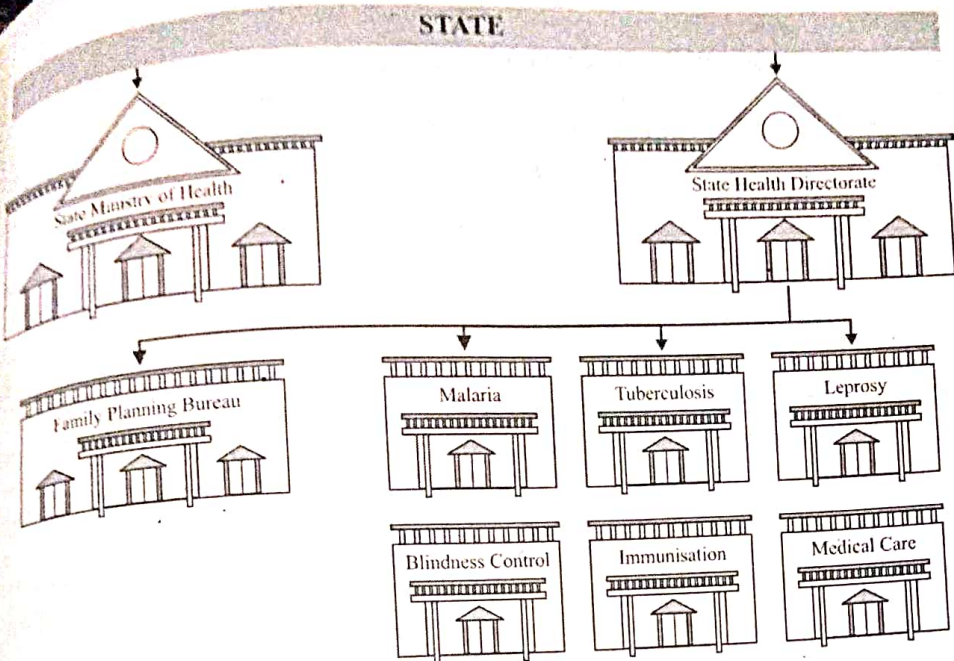 STATE
State Ministry of Health
State Health Directorate
Family Planning Bureau
Malaria
Tuberculosis
Leprosy
Blindness Control
Immunisation
Medical Care